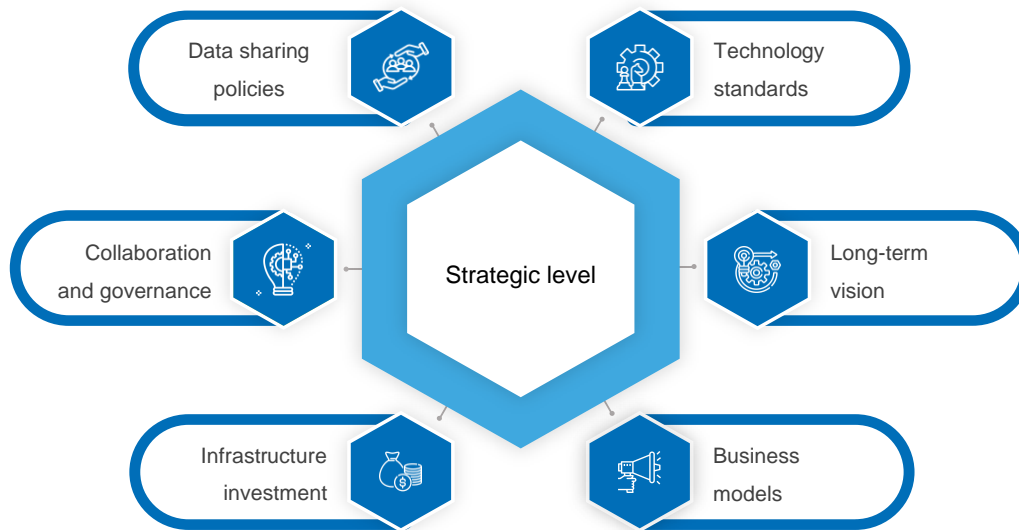 Data sharing
policies
Technology
standards
Collaboration
and governance
Strategic level
Long-term
vision
Infrastructure
investment
Business
models